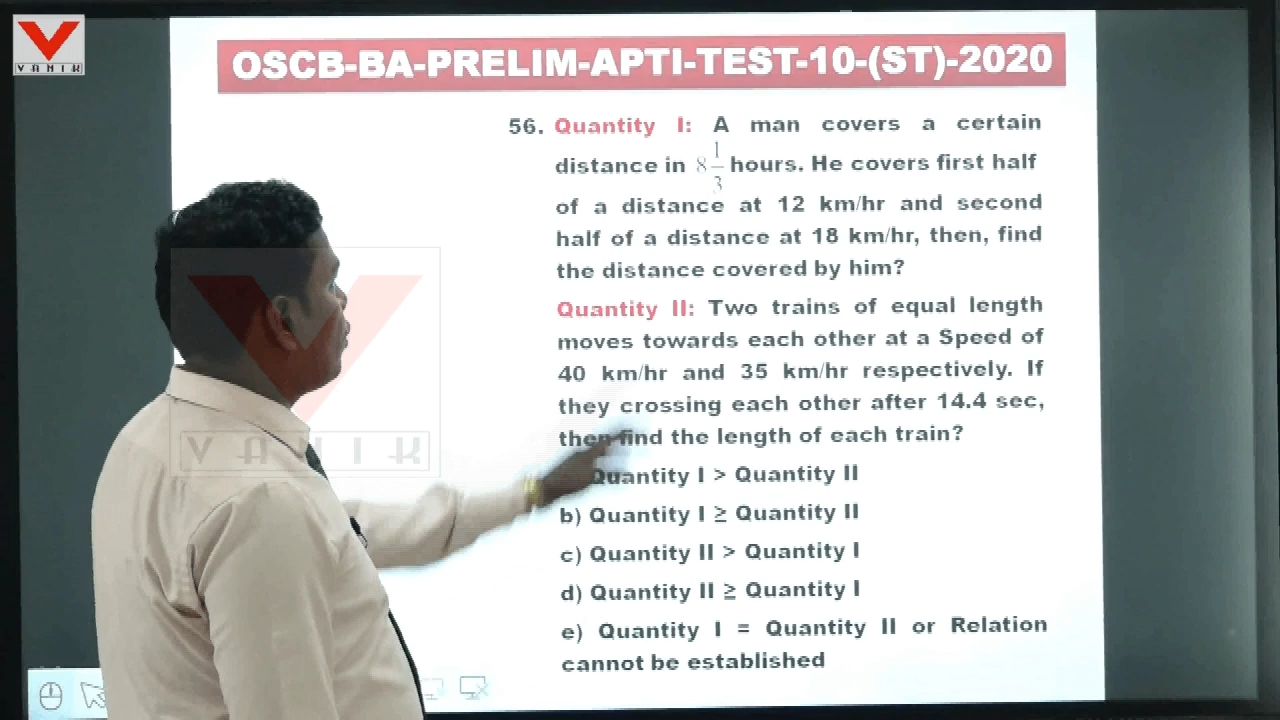 VANIK
OSCB-BA-PRELIM-APTI-TEST-10-(ST)-2020
56. Quantity I: A man covers a certain
distance in 8 1/3 hours. He covers first half
of a distance at 12 km/hr and second
half of a distance at 18 km/hr, then, find
the distance covered by him?
Quantity II: Two trains of equal length
moves towards each other at a Speed of
40 km/hr and 35 km/hr respectively. If
they crossing each other after 14.4 sec,
then find the length of each train?
Quantity I > Quantity II
b) Quantity I ≥ Quantity II
c) Quantity II > Quantity I
d) Quantity II ≥ Quantity I
e) Quantity I = Quantity II or Relation
cannot be established
VANIK